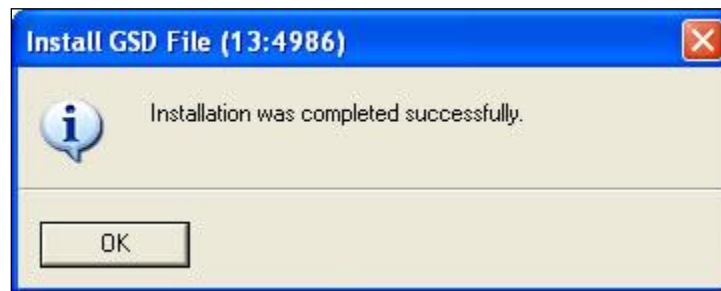 Install GSD File (13:4986)
Installation was completed successfully.
OK